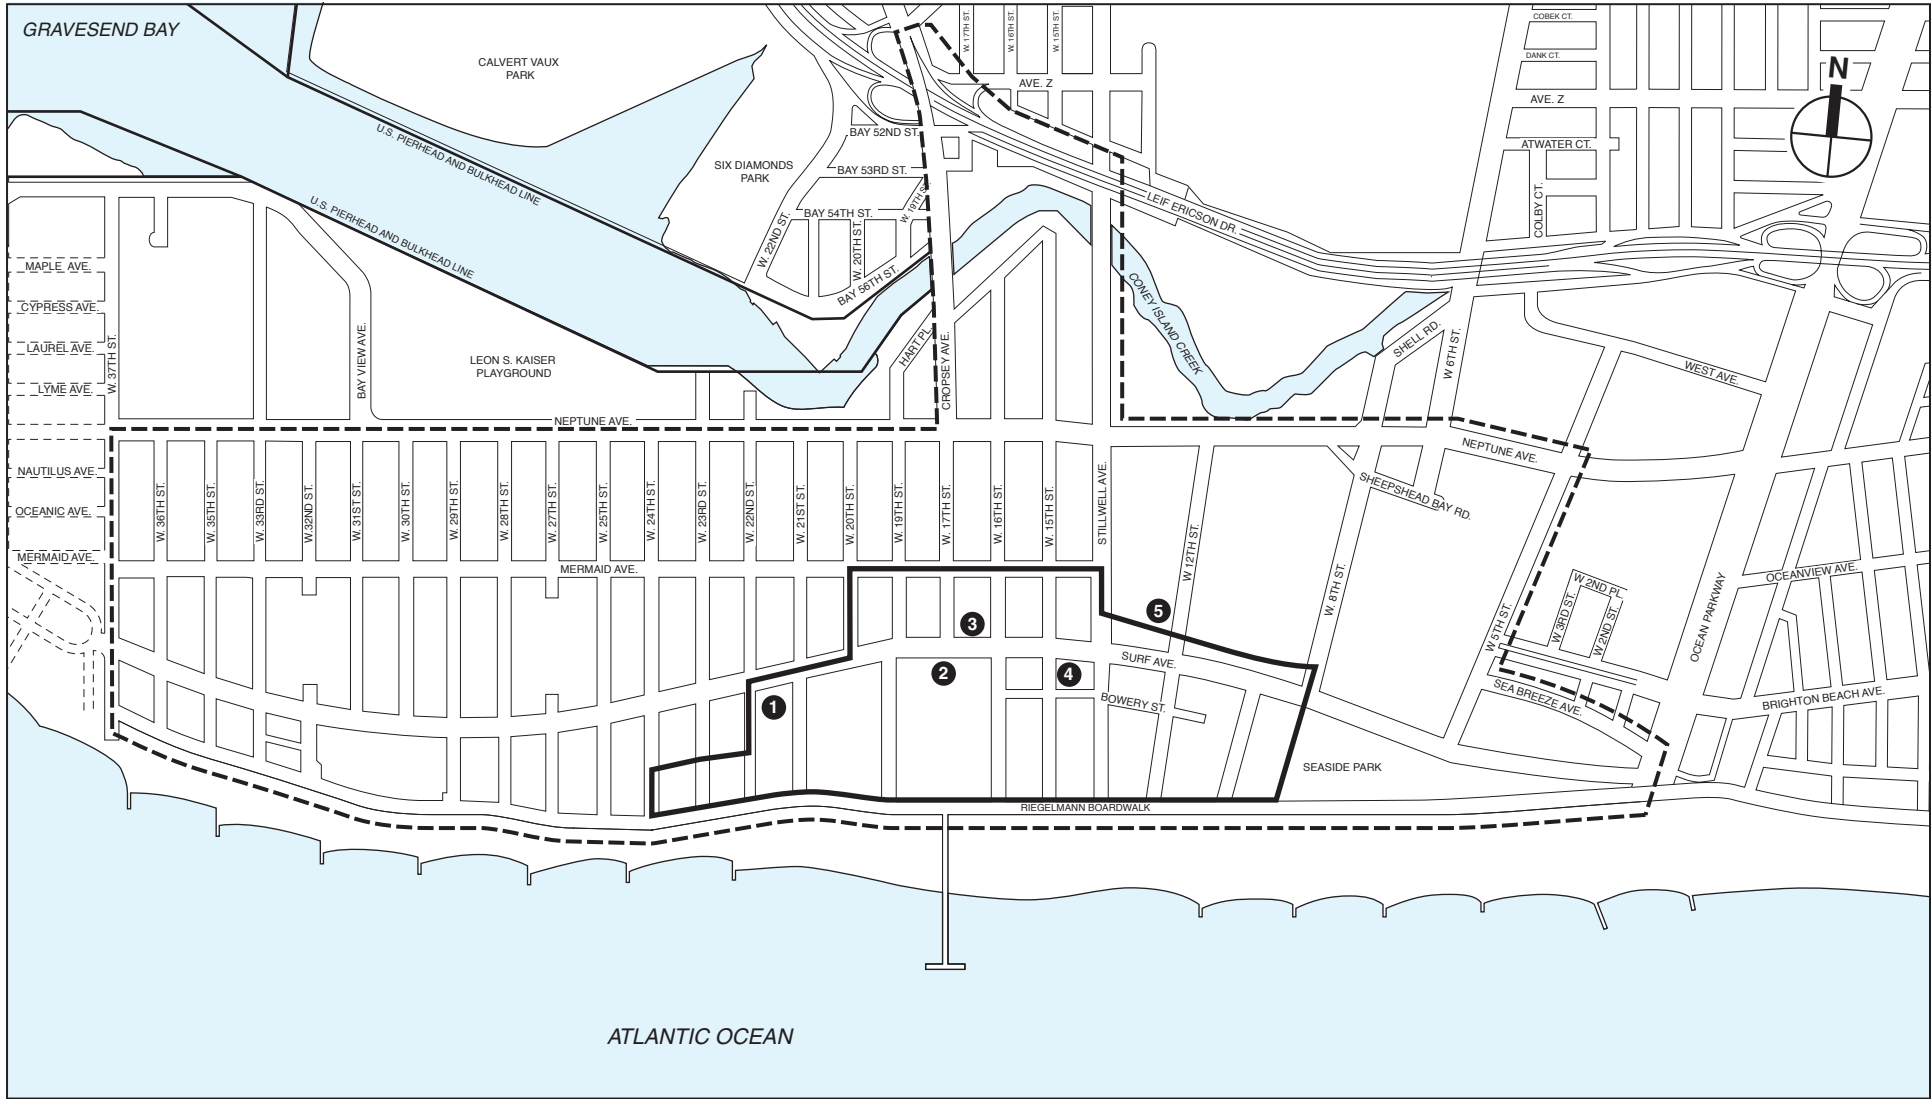 GRAVESEND BAY
CALVERT VAUX
PARK
W. 17TH ST.
W. 16TH ST.
W. 15TH ST.
COBEK CT.
DANK CT.
AVE. Z
AVE. Z
N
ATWATER CT.
COLBY CT.
U.S. PIERHEAD AND BULKHEAD LINE
U.S. PIERHEAD AND BULKHEAD LINE
BAY 52ND ST.
SIX DIAMONDS
PARK
BAY 53RD ST.
W. 19TH ST.
BAY 54TH ST.
W. 22ND ST.
W. 20TH ST.
BAY 56TH ST.
LEIF ERICSON DR.
CONEY ISLAND CREEK
MAPLE AVE.
CYPRESS AVE.
LAUREL AVE.
LYME AVE.
W. 37TH ST.
BAY VIEW AVE.
LEON S. KAISER
PLAYGROUND
HART PL.
CROPSEY AVE.
SHELL RD.
W 6TH ST.
WEST AVE.
NEPTUNE AVE.
NEPTUNE AVE.
NAUTILUS AVE.
OCEANIC AVE.
MERMAID AVE.
W. 36TH ST.
W. 35TH ST.
W. 33RD ST.
W.32ND ST.
W. 31ST ST.
W. 30TH ST.
W. 29TH ST.
W. 28TH ST.
W. 27TH ST.
W. 25TH ST.
W. 24TH ST.
W. 23RD ST.
W. 22ND ST.
W. 21ST ST.
W. 20TH ST.
W. 19TH ST.
W. 17TH ST.
W. 16TH ST.
W. 15TH ST.
STILLWELL AVE.
W 12TH ST.
SHEEPSHEAD BAY RD.
W. 8TH ST.
W 5TH ST.
W 2ND PL.
W 3RD ST.
W 2ND ST.
OCEAN PARKWAY
OCEANVIEW AVE.
MERMAID AVE.
5
3
2
4
1
SURF AVE.
BOWERY ST.
SEA BREEZE AVE.
BRIGHTON BEACH AVE.
SEASIDE PARK
RIEGELMANN BOARDWALK
ATLANTIC OCEAN